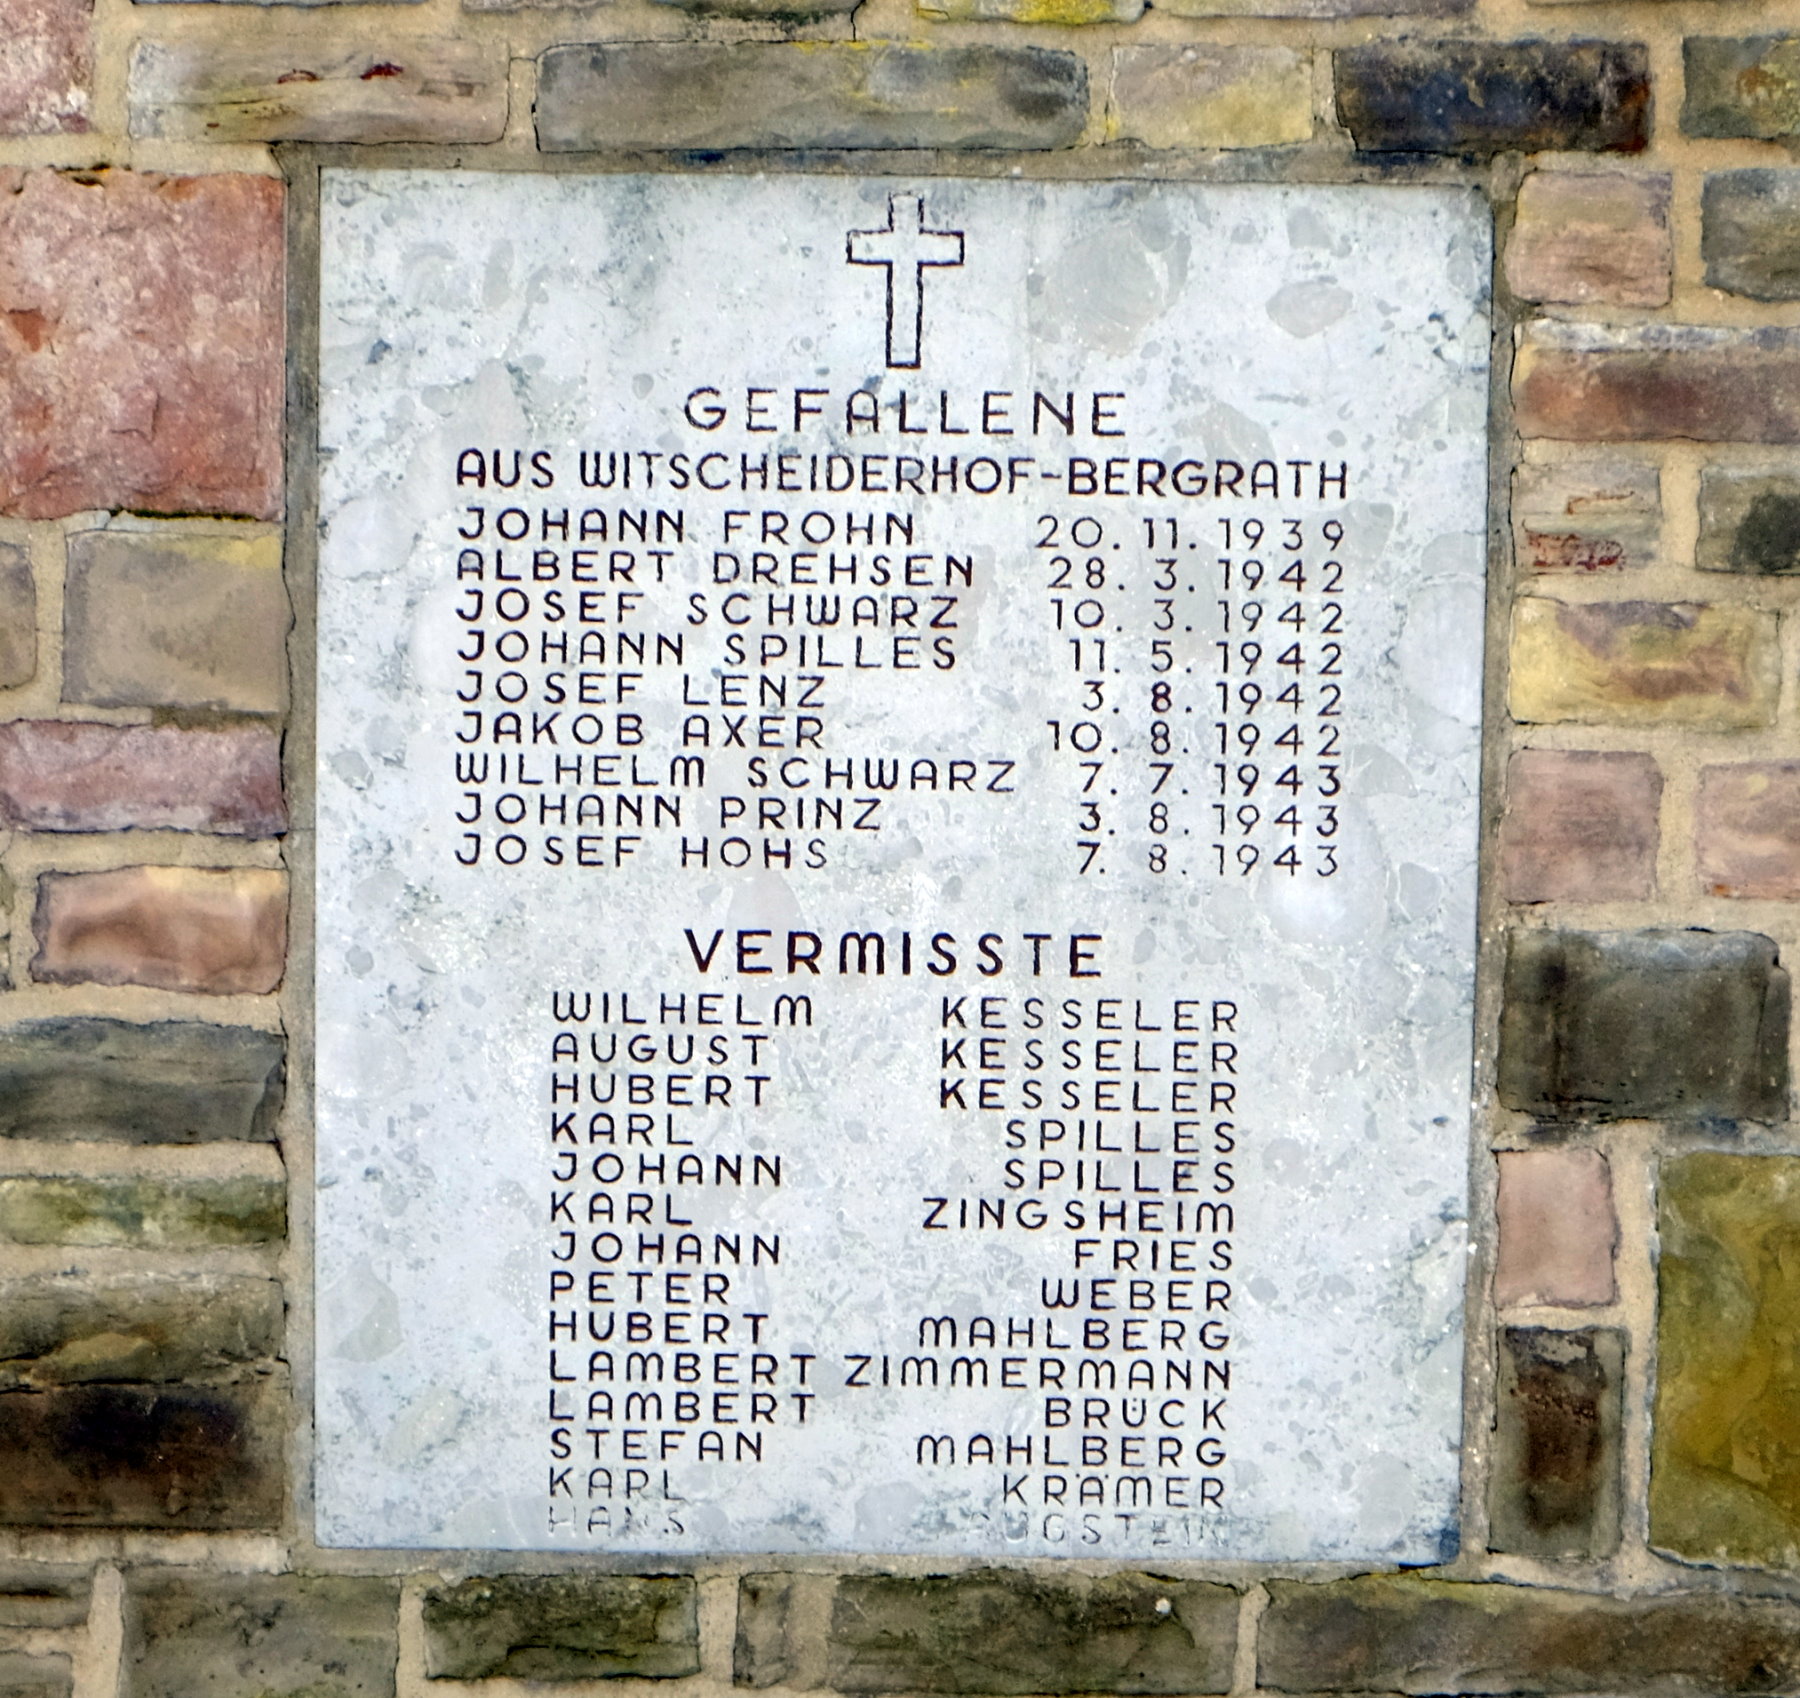 GEFALLENE
AUS WITSCHEIDERHOF-BERGRATH
JOHANN FROHN 20. 11. 1939
ALBERT DREHSEN 28. 3. 1942
JOSEF SCHWARZ 10. 3. 1942
JOHANN SPILLES 11. 5. 1942
JOSEF LENZ 3. 8. 1942
JAKOB AXER 10. 8. 1942
WILHELM SCHWARZ 7. 7. 1943
JOHANN PRINZ 3. 8. 1943
JOSEF HOHS 7. 8. 1943
VERMISSTE
WILHELM KESSELER
AUGUST KESSELER
HUBERT KESSELER
KARL SPILLES
JOHANN SPILLES
KARL ZINGSHEIM
JOHANN FRIES
PETER WEBER
HUBERT MAHLBERG
LAMBERT ZIMMERMANN
LAMBERT BRÜCK
STEFAN MAHLBERG
KARL KRÄMER
HANS AUGSTEIN